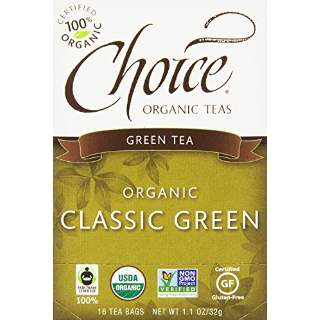 CERTIFIED
100%
ORGANIC
Choice®
ORGANIC TEAS
GREEN TEA
ORGANIC
CLASSIC GREEN
FAIR TRADE
CERTIFIED
100%
USDA
ORGANIC
NON
GMO
Project
VERIFIED
Certified
GF
Gluten-Free
16 TEA BAGS NET WT 1.1 OZ/32g